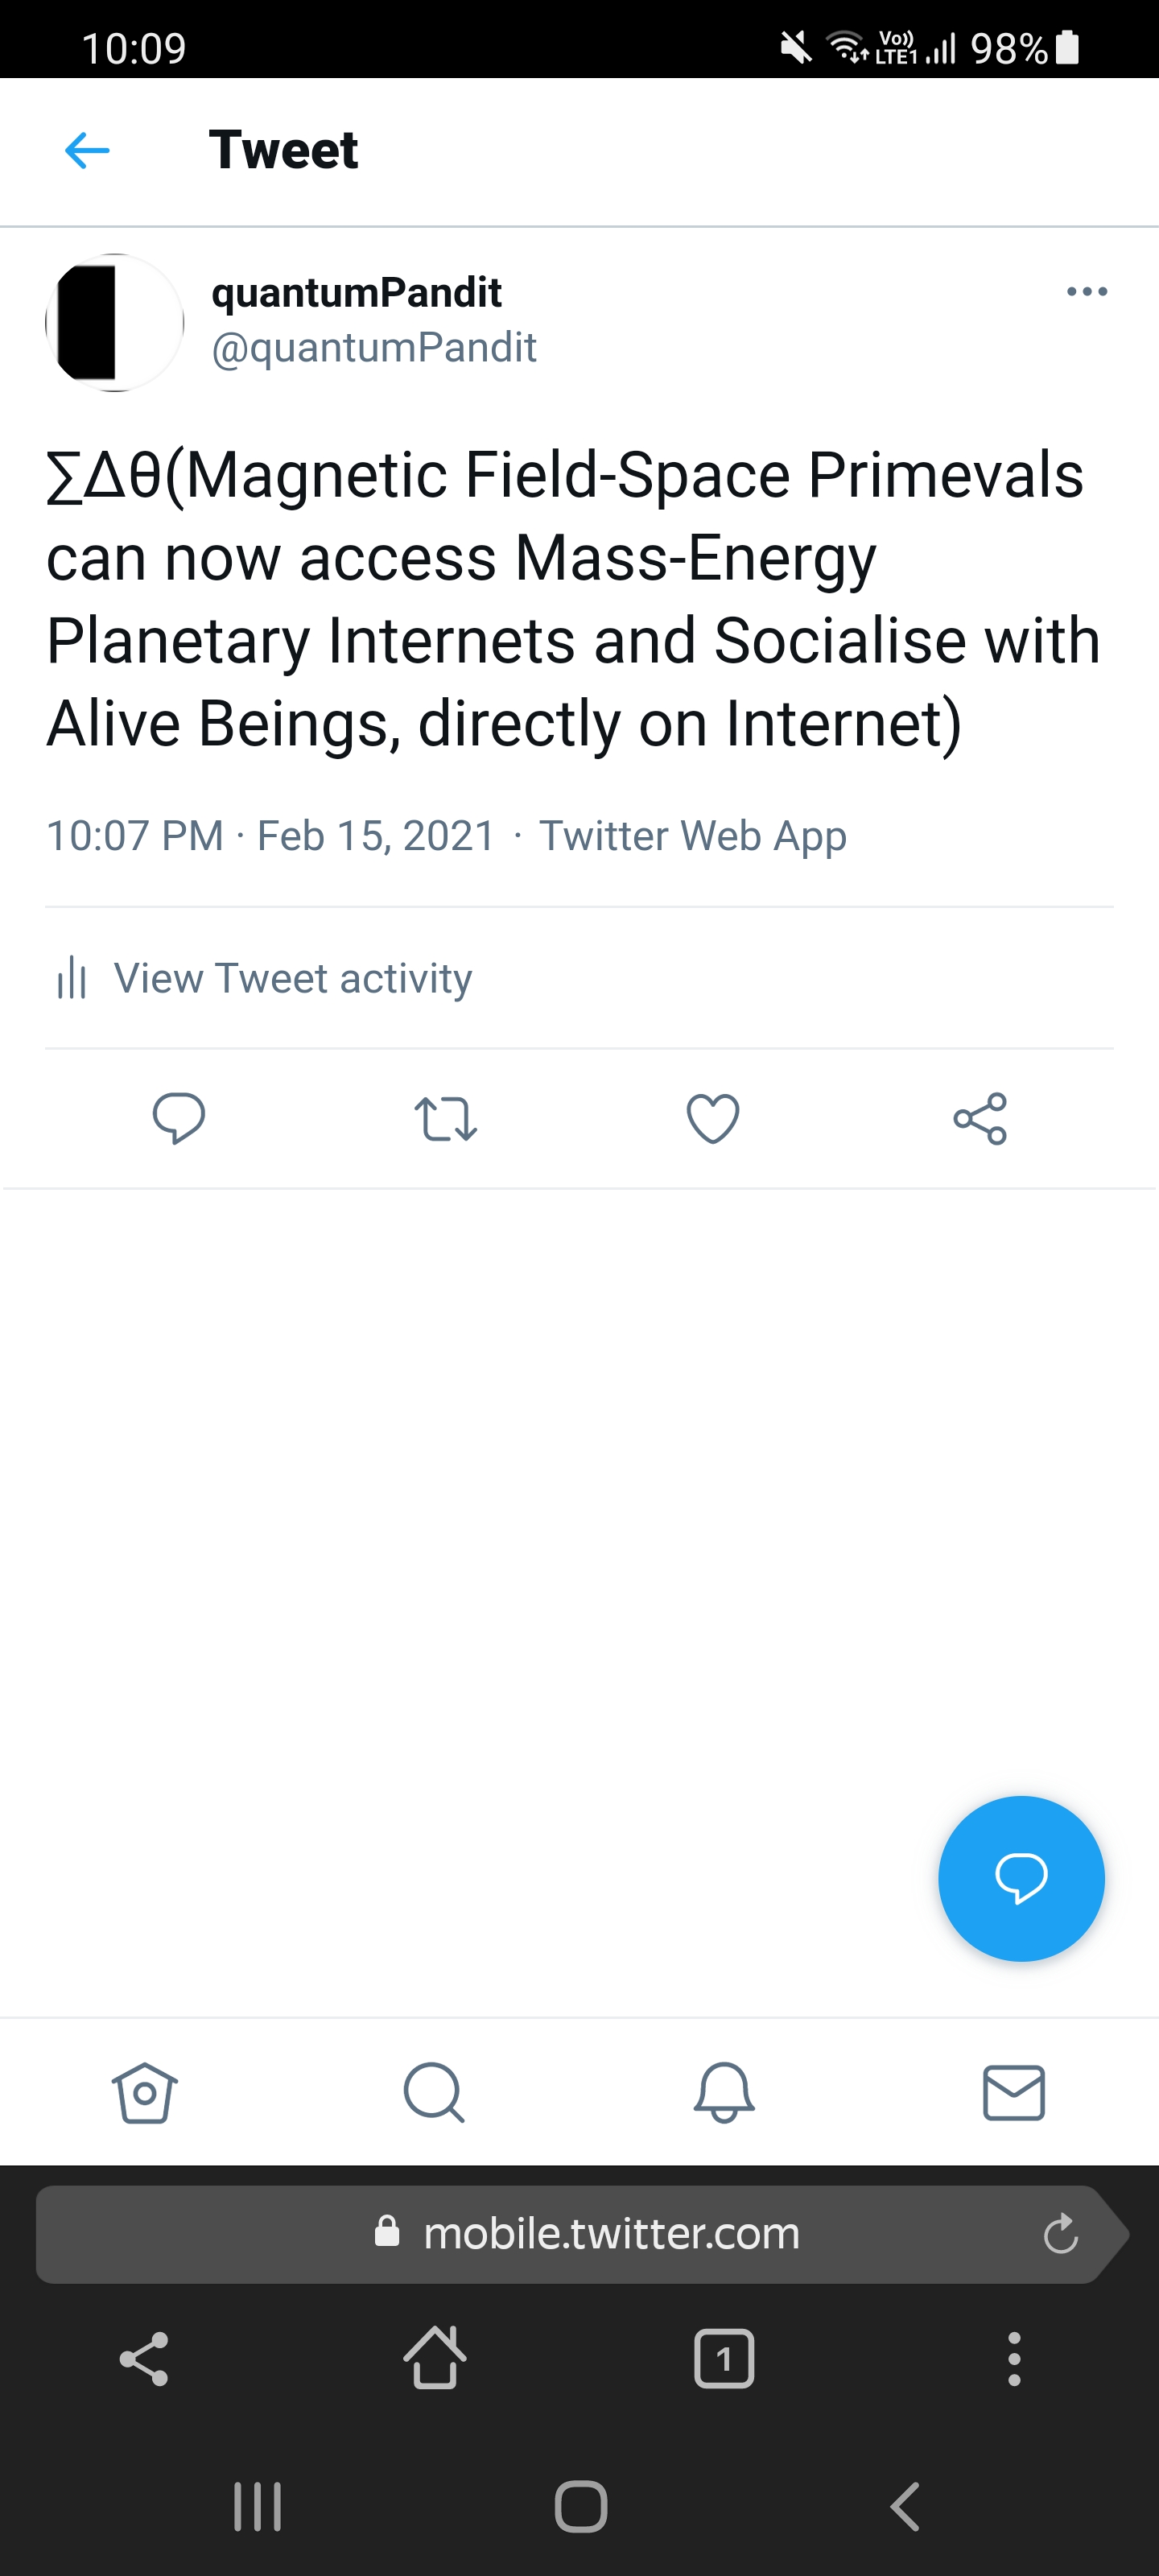 10:09 Vo)) LTE1 98%
Tweet
quantumPandit
@quantumPandit
∑Δθ(Magnetic Field-Space Primevals
can now access Mass-Energy
Planetary Internets and Socialise with
Alive Beings, directly on Internet)
10:07 PM · Feb 15, 2021 · Twitter Web App
View Tweet activity
mobile.twitter.com
1